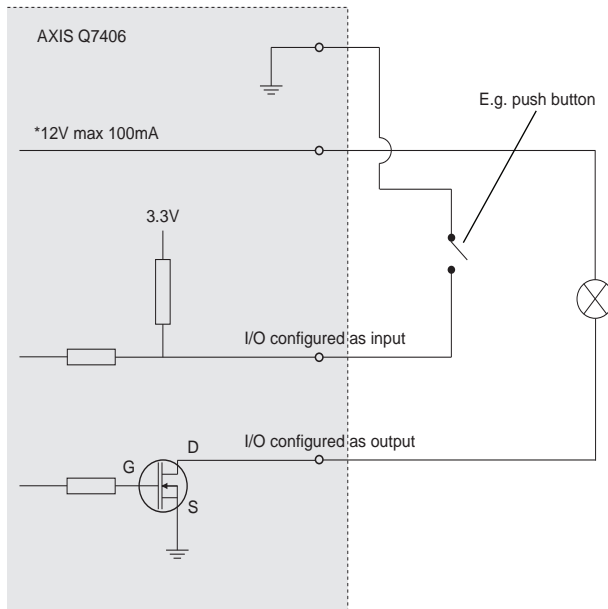 AXIS Q7406
E.g. push button
*12V max 100mA
3.3V
I/O configured as input
I/O configured as output
D
G
S